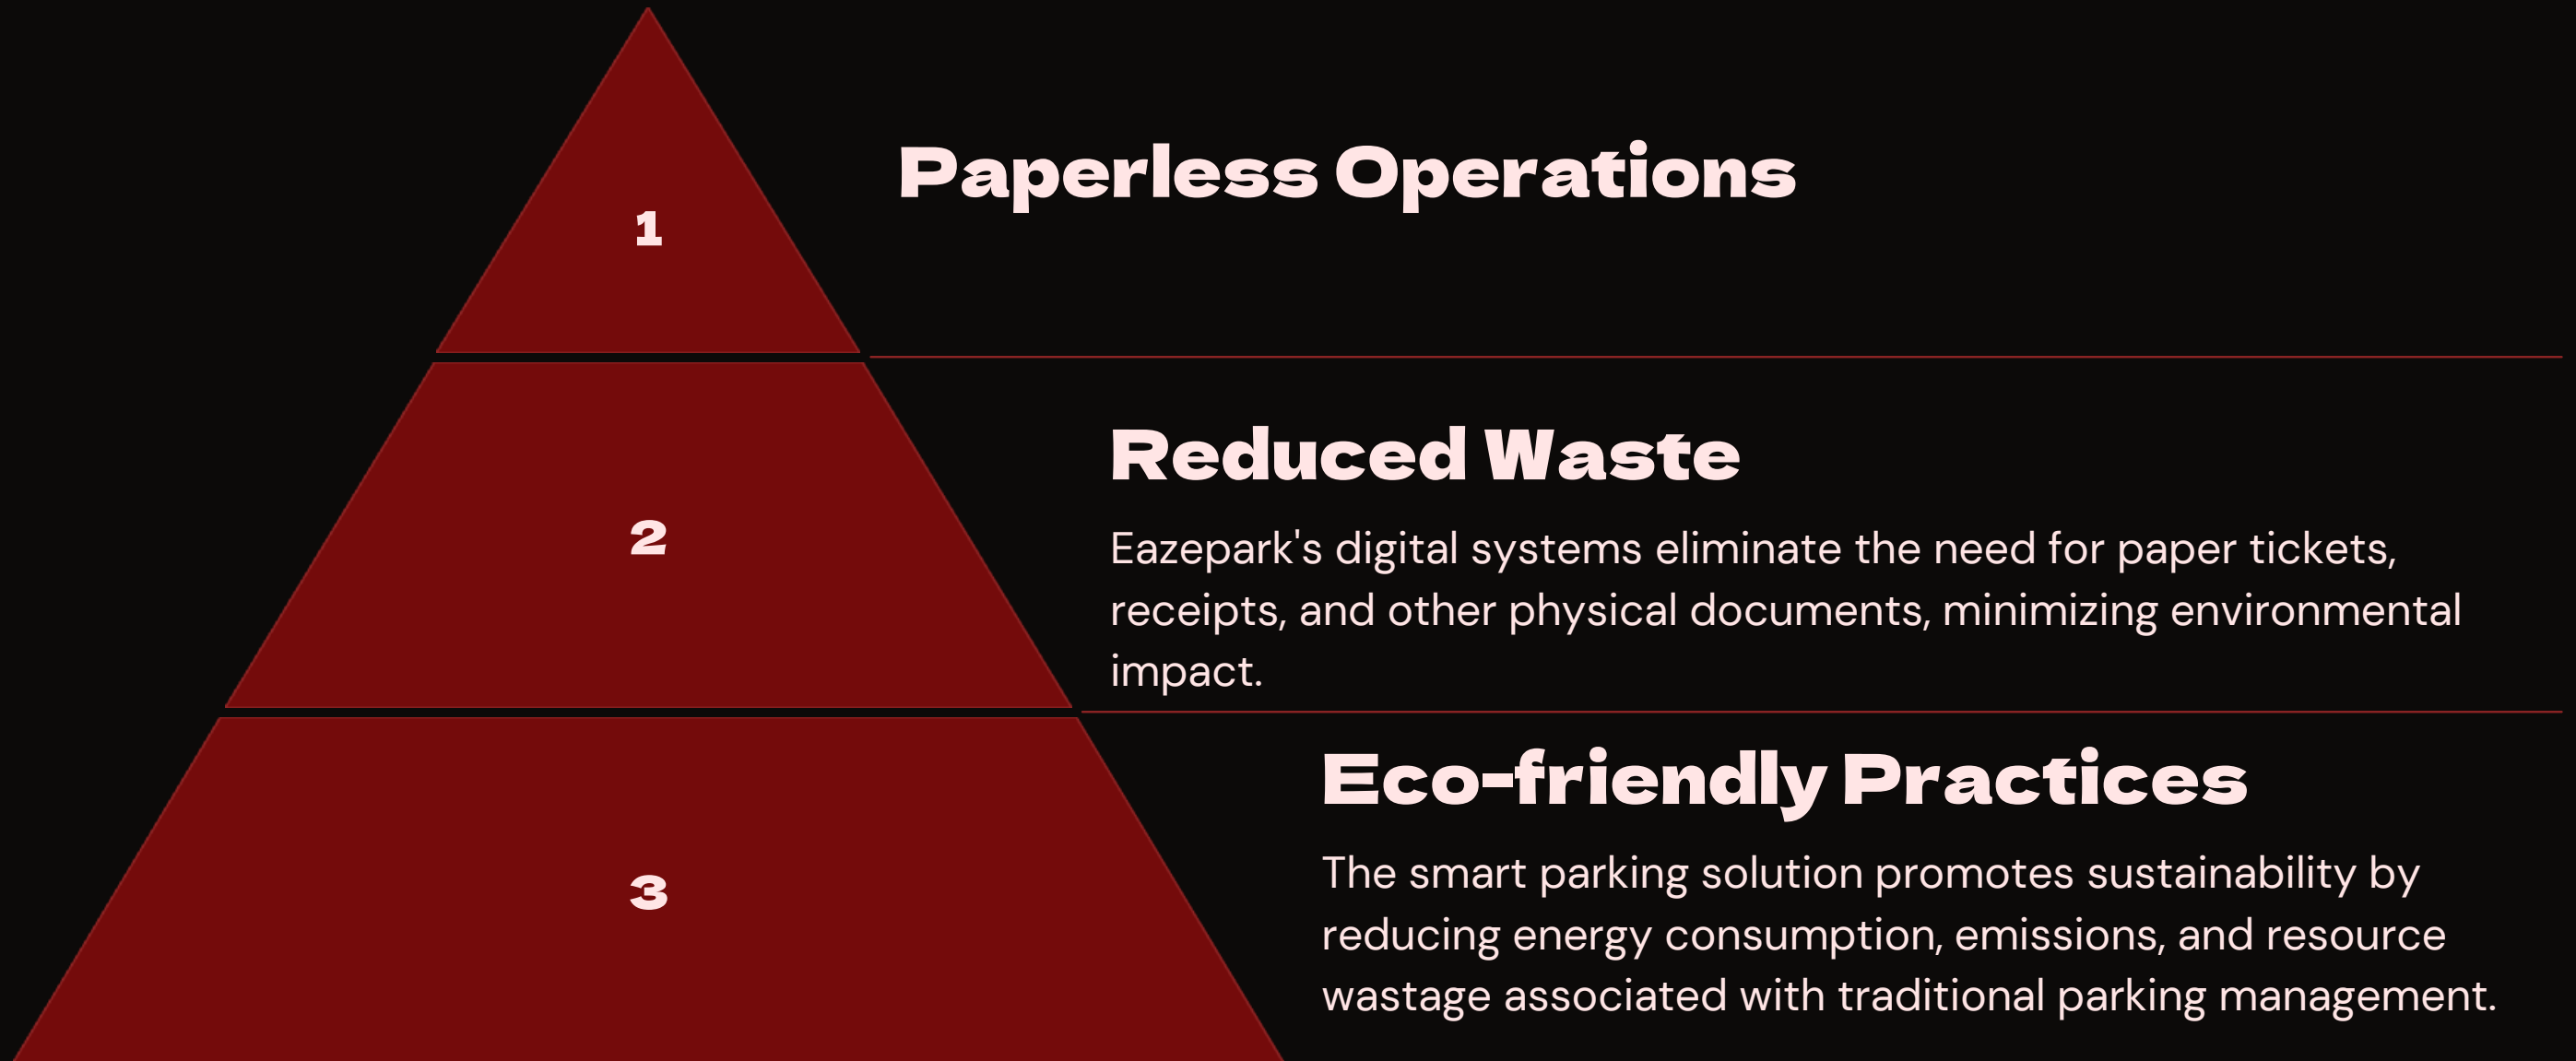 1
Paperless Operations
2
Reduced Waste
Eazepark's digital systems eliminate the need for paper tickets,
receipts, and other physical documents, minimizing environmental
impact.
3
Eco-friendly Practices
The smart parking solution promotes sustainability by
reducing energy consumption, emissions, and resource
wastage associated with traditional parking management.